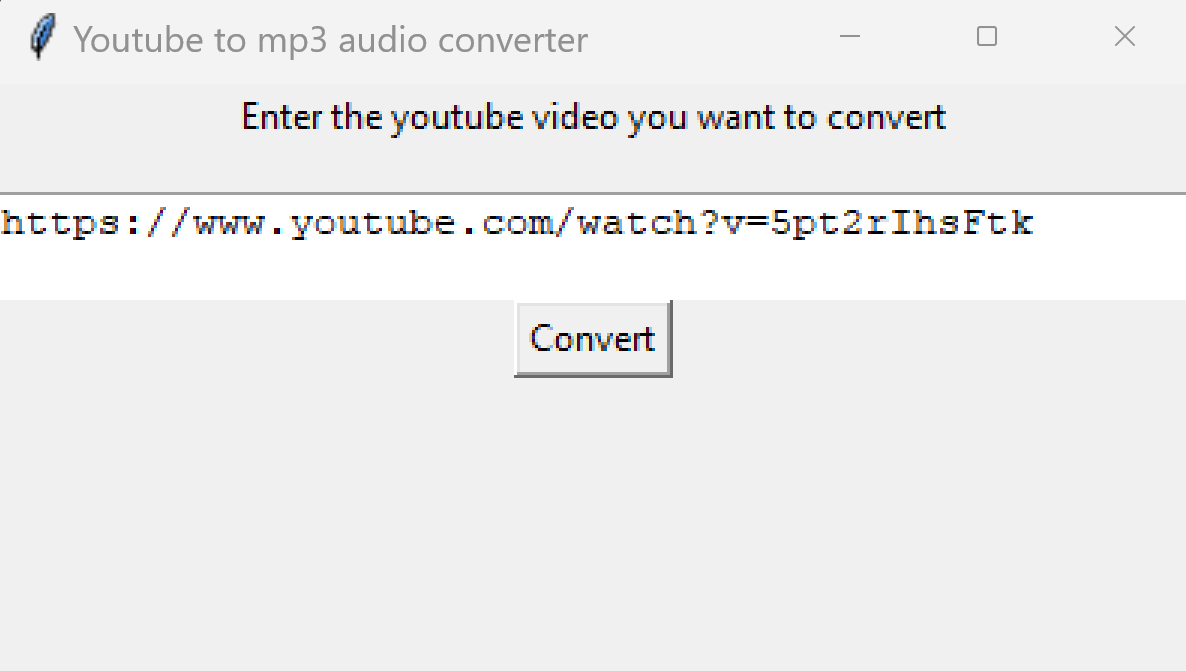 Youtube to mp3 audio converter
Enter the youtube video you want to convert
https://www.youtube.com/watch?v=5pt2rIhsFtk
Convert